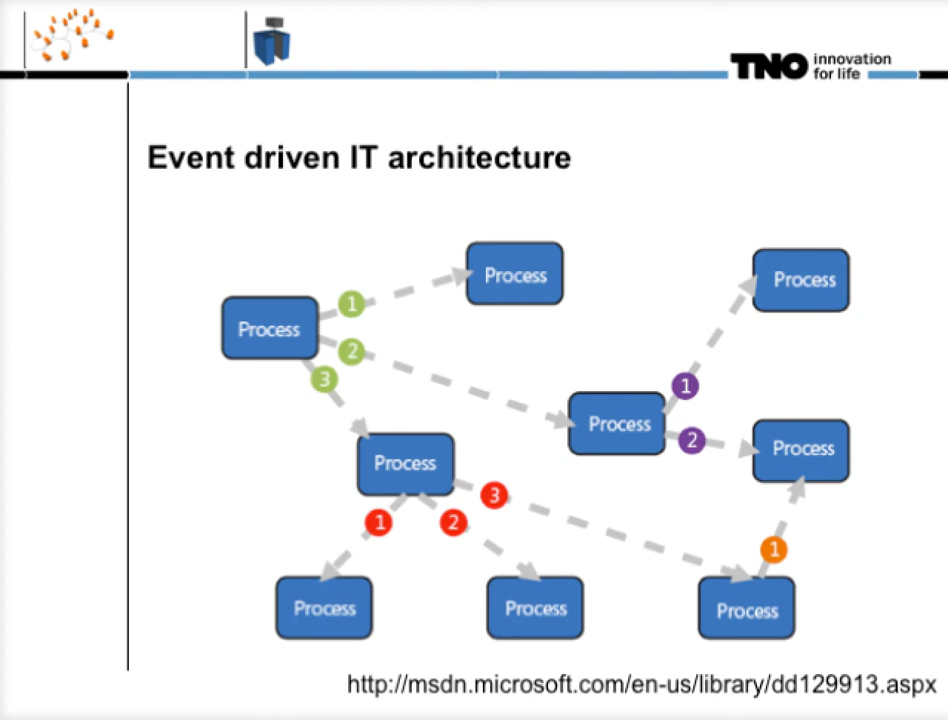 TNO innovation
for life
Event driven IT architecture
Process
Process
Process
1
2
3
Process
1
2
Process
Process
3
1
2
1
Process
Process
Process
http://msdn.microsoft.com/en-us/library/dd129913.aspx